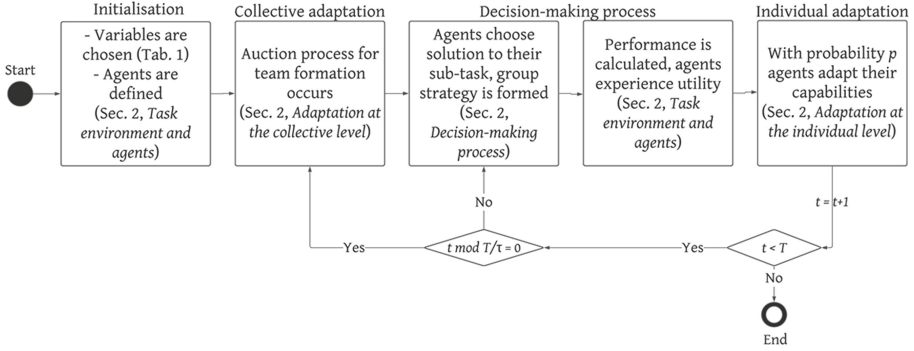 Initialisation
Collective adaptation
Decision-making process
Individual adaptation
Start
- Variables are
chosen (Tab. 1)
- Agents are
defined
(Sec. 2, Task
environment and
agents)
Auction process for
team formation
occurs
(Sec. 2, Adaptation at
the collective level)
Agents choose
solution to their
sub-task, group
strategy is formed
(Sec. 2,
Decision-making
process)
Performance is
calculated, agents
experience utility
(Sec. 2, Task
environment and
agents)
With probability p
agents adapt their
capabilities
(Sec. 2, Adaptation at
the individual level)
t = t+1
No
Yes
t mod T/τ = 0
Yes
t < T
No
End